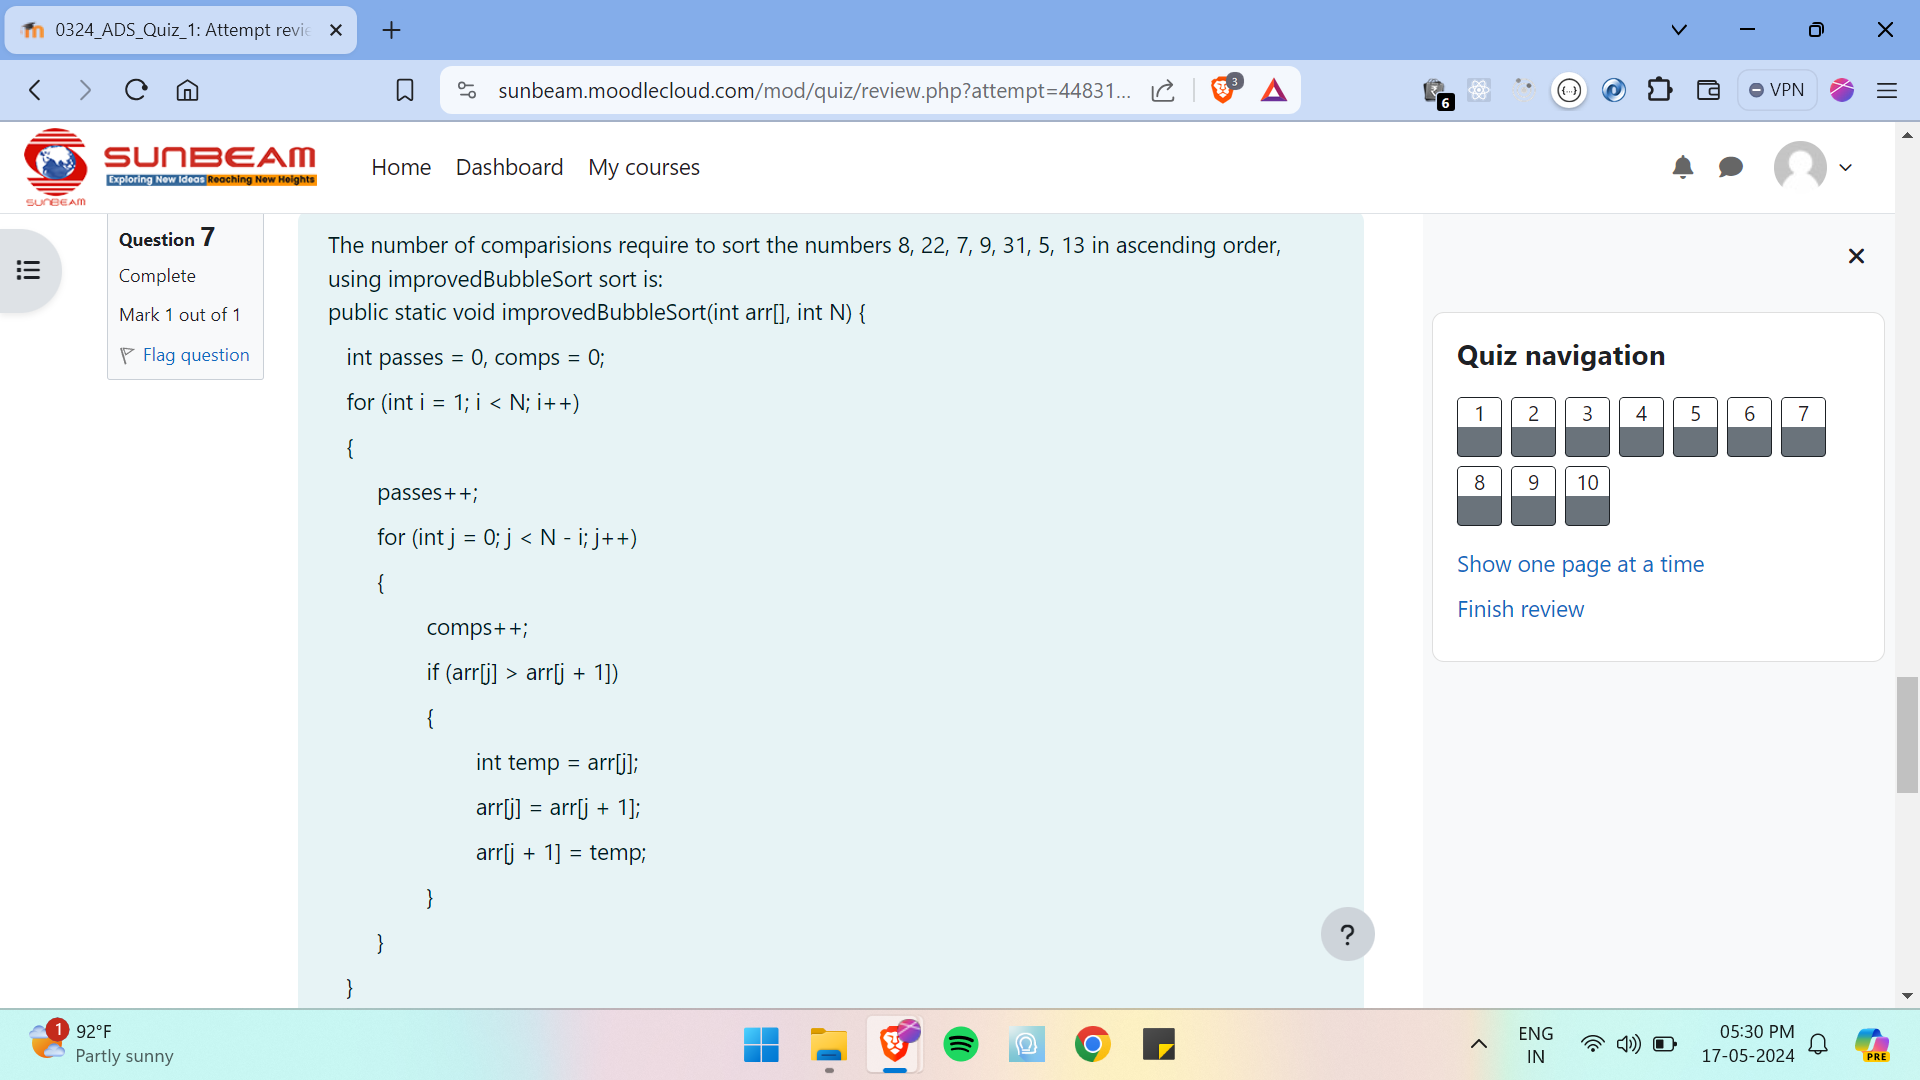 0324_ADS_Quiz_1: Attempt revie
sunbeam.moodlecloud.com/mod/quiz/review.php?attempt=44831...
3
6
VPN
SUNBEAM
Exploring New Ideas Reaching New Heights
SUNBEAM
Home Dashboard My courses
Question 7
Complete
Mark 1 out of 1
Flag question
The number of comparisions require to sort the numbers 8, 22, 7, 9, 31, 5, 13 in ascending order,
using improvedBubbleSort sort is:
public static void improvedBubbleSort(int arr[], int N) {
int passes = 0, comps = 0;
for (int i = 1; i < N; i++)
{
passes++;
for (int j = 0; j < N - i; j++)
{
comps++;
if (arr[j] > arr[j + 1])
{
int temp = arr[j];
arr[j] = arr[j + 1];
arr[j + 1] = temp;
}
}
}
?
Quiz navigation
1 2 3 4 5 6 7
8 9 10
Show one page at a time
Finish review
1
92°F
Partly sunny
ENG
IN
05:30 PM
17-05-2024
PRE